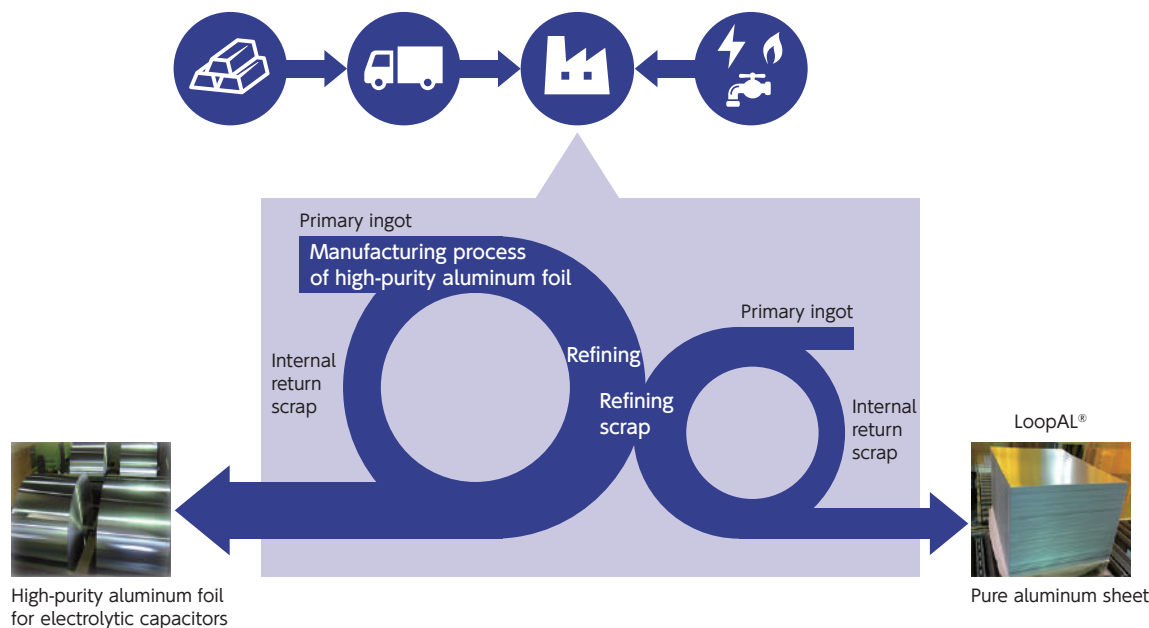 Primary ingot
Manufacturing process
of high-purity aluminum foil
Primary ingot
Refining
Internal
return
scrap
Refining
scrap
Internal
return
scrap
LoopAL®
High-purity aluminum foil
for electrolytic capacitors
Pure aluminum sheet